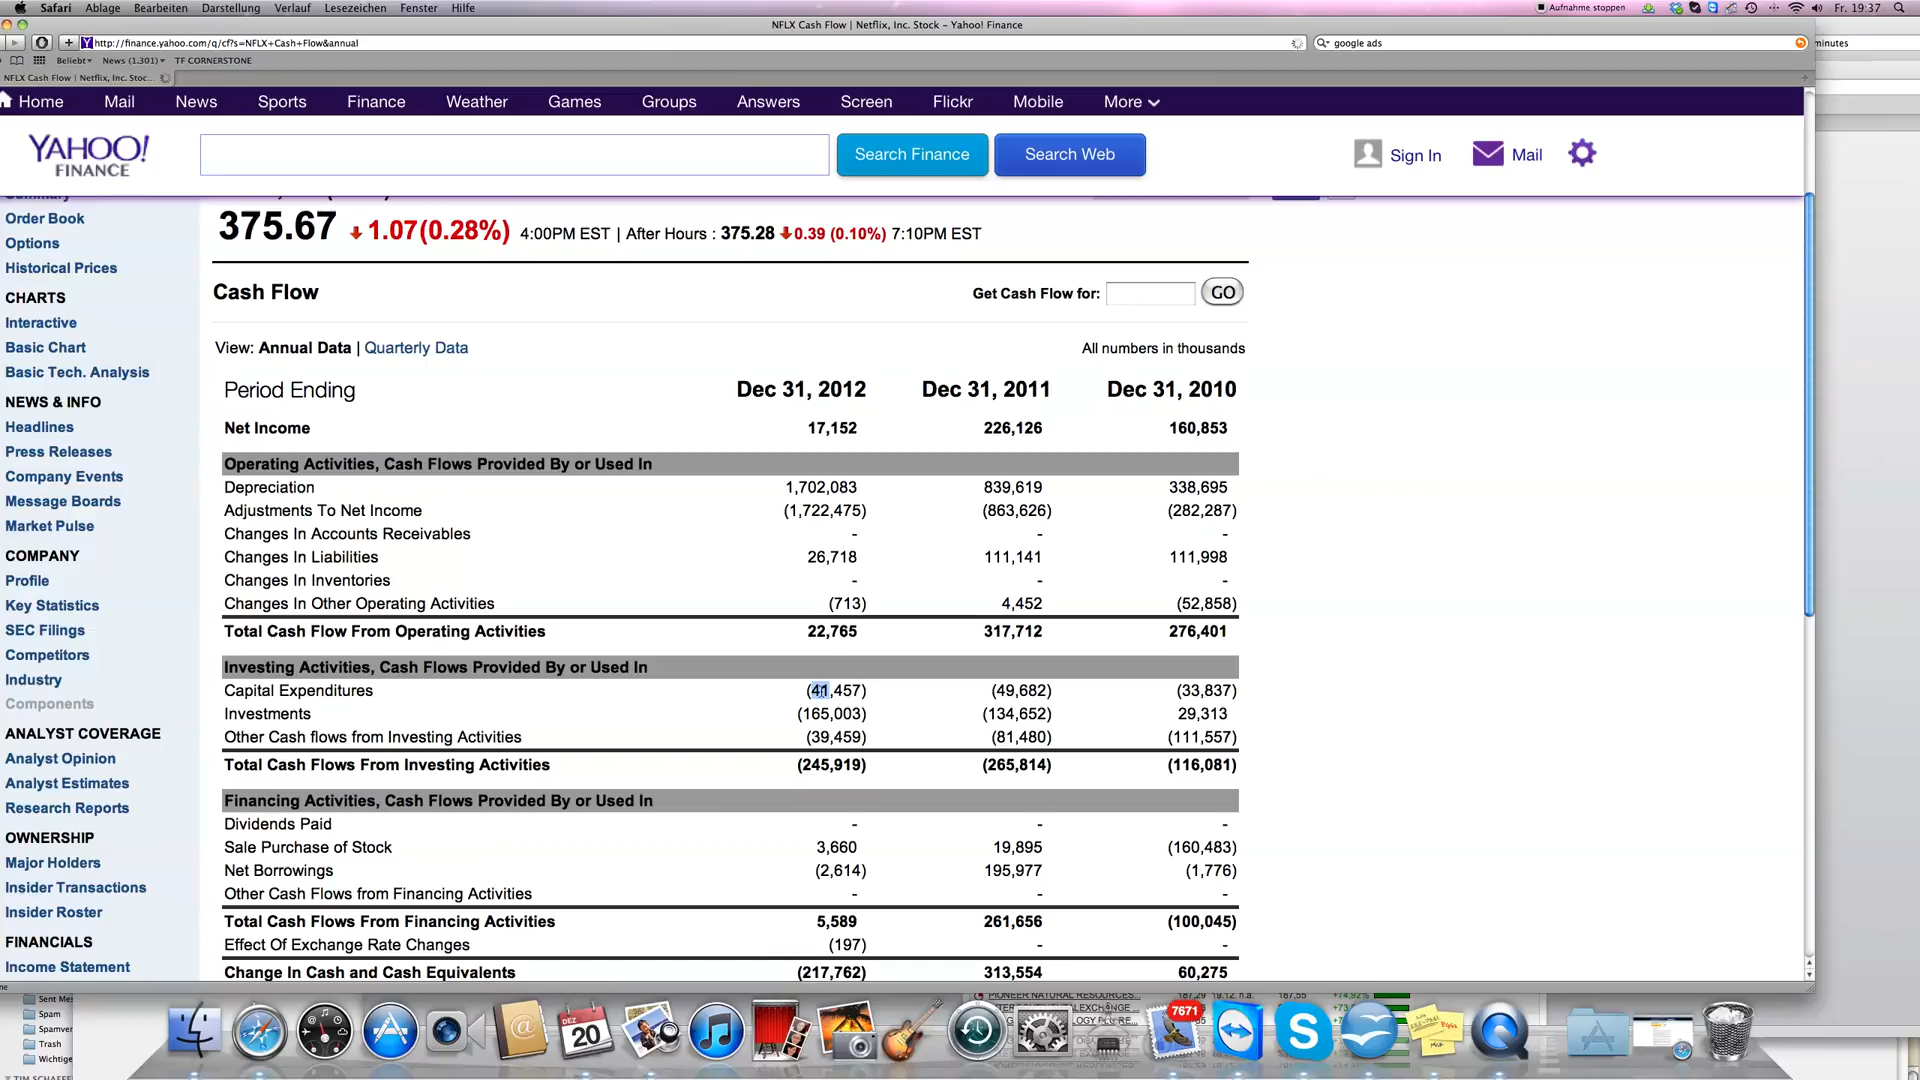 Safari Ablage Bearbeiten Darstellung Verlauf Lesezeichen Fenster Hilfe Aufnahme stoppen Fr. 19:37
NFLX Cash Flow | Netflix, Inc. Stock - Yahoo! Finance
http://finance.yahoo.com/q/cf?s=NFLX+Cash+Flow&annual google ads minutes
Beliebt News (1.301) TF CORNERSTONE
NFLX Cash Flow | Netflix, Inc. Stoc...
Home Mail News Sports Finance Weather Games Groups Answers Screen Flickr Mobile More
YAHOO! FINANCE Search Finance Search Web Sign In Mail
Summary
Order Book
Options
Historical Prices
CHARTS
Interactive
Basic Chart
Basic Tech. Analysis
NEWS & INFO
Headlines
Press Releases
Company Events
Message Boards
Market Pulse
COMPANY
Profile
Key Statistics
SEC Filings
Competitors
Industry
Components
ANALYST COVERAGE
Analyst Opinion
Analyst Estimates
Research Reports
OWNERSHIP
Major Holders
Insider Transactions
Insider Roster
FINANCIALS
Income Statement
375.67 1.07(0.28%) 4:00PM EST | After Hours : 375.28 0.39 (0.10%) 7:10PM EST
Cash Flow Get Cash Flow for: GO
View: Annual Data | Quarterly Data All numbers in thousands
Period Ending Dec 31, 2012 Dec 31, 2011 Dec 31, 2010
Net Income 17,152 226,126 160,853
Operating Activities, Cash Flows Provided By or Used In
Depreciation 1,702,083 839,619 338,695
Adjustments To Net Income (1,722,475) (863,626) (282,287)
Changes In Accounts Receivables - - -
Changes In Liabilities 26,718 111,141 111,998
Changes In Inventories - - -
Changes In Other Operating Activities (713) 4,452 (52,858)
Total Cash Flow From Operating Activities 22,765 317,712 276,401
Investing Activities, Cash Flows Provided By or Used In
Capital Expenditures (41,457) (49,682) (33,837)
Investments (165,003) (134,652) 29,313
Other Cash flows from Investing Activities (39,459) (81,480) (111,557)
Total Cash Flows From Investing Activities (245,919) (265,814) (116,081)
Financing Activities, Cash Flows Provided By or Used In
Dividends Paid - - -
Sale Purchase of Stock 3,660 19,895 (160,483)
Net Borrowings (2,614) 195,977 (1,776)
Other Cash Flows from Financing Activities - - -
Total Cash Flows From Financing Activities 5,589 261,656 (100,045)
Effect Of Exchange Rate Changes (197) - -
Change In Cash and Cash Equivalents (217,762) 313,554 60,275
Sent Mes
Spam
Spamver
Trash
Wichtige
PIONEER NATURAL RESOURCES... 187,29 19.12. n.a. 187,55 +74,92%
DEZ
20
7671